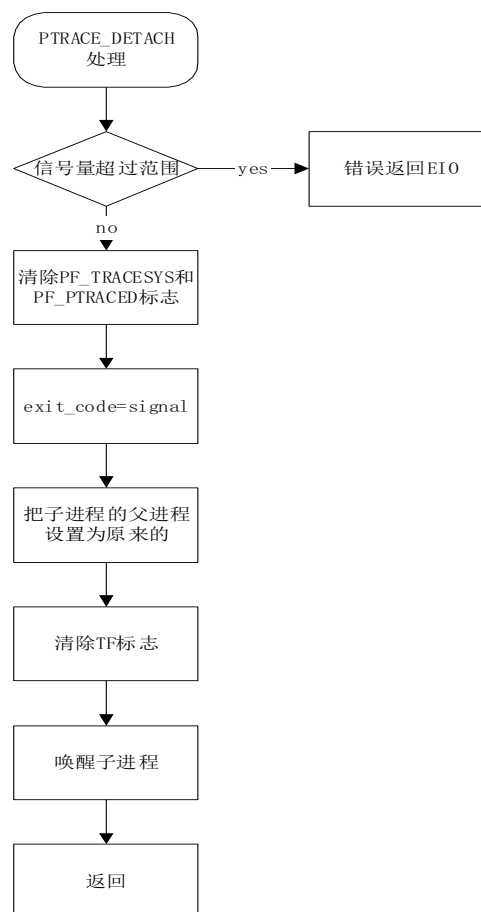 PTRACE_DETACH
处理
信号量超过范围
yes
错误返回EIO
no
清除PF_TRACESYS和
PF_PTRACED标志
exit_code=signal
把子进程的父进程
设置为原来的
清除TF标志
唤醒子进程
返回